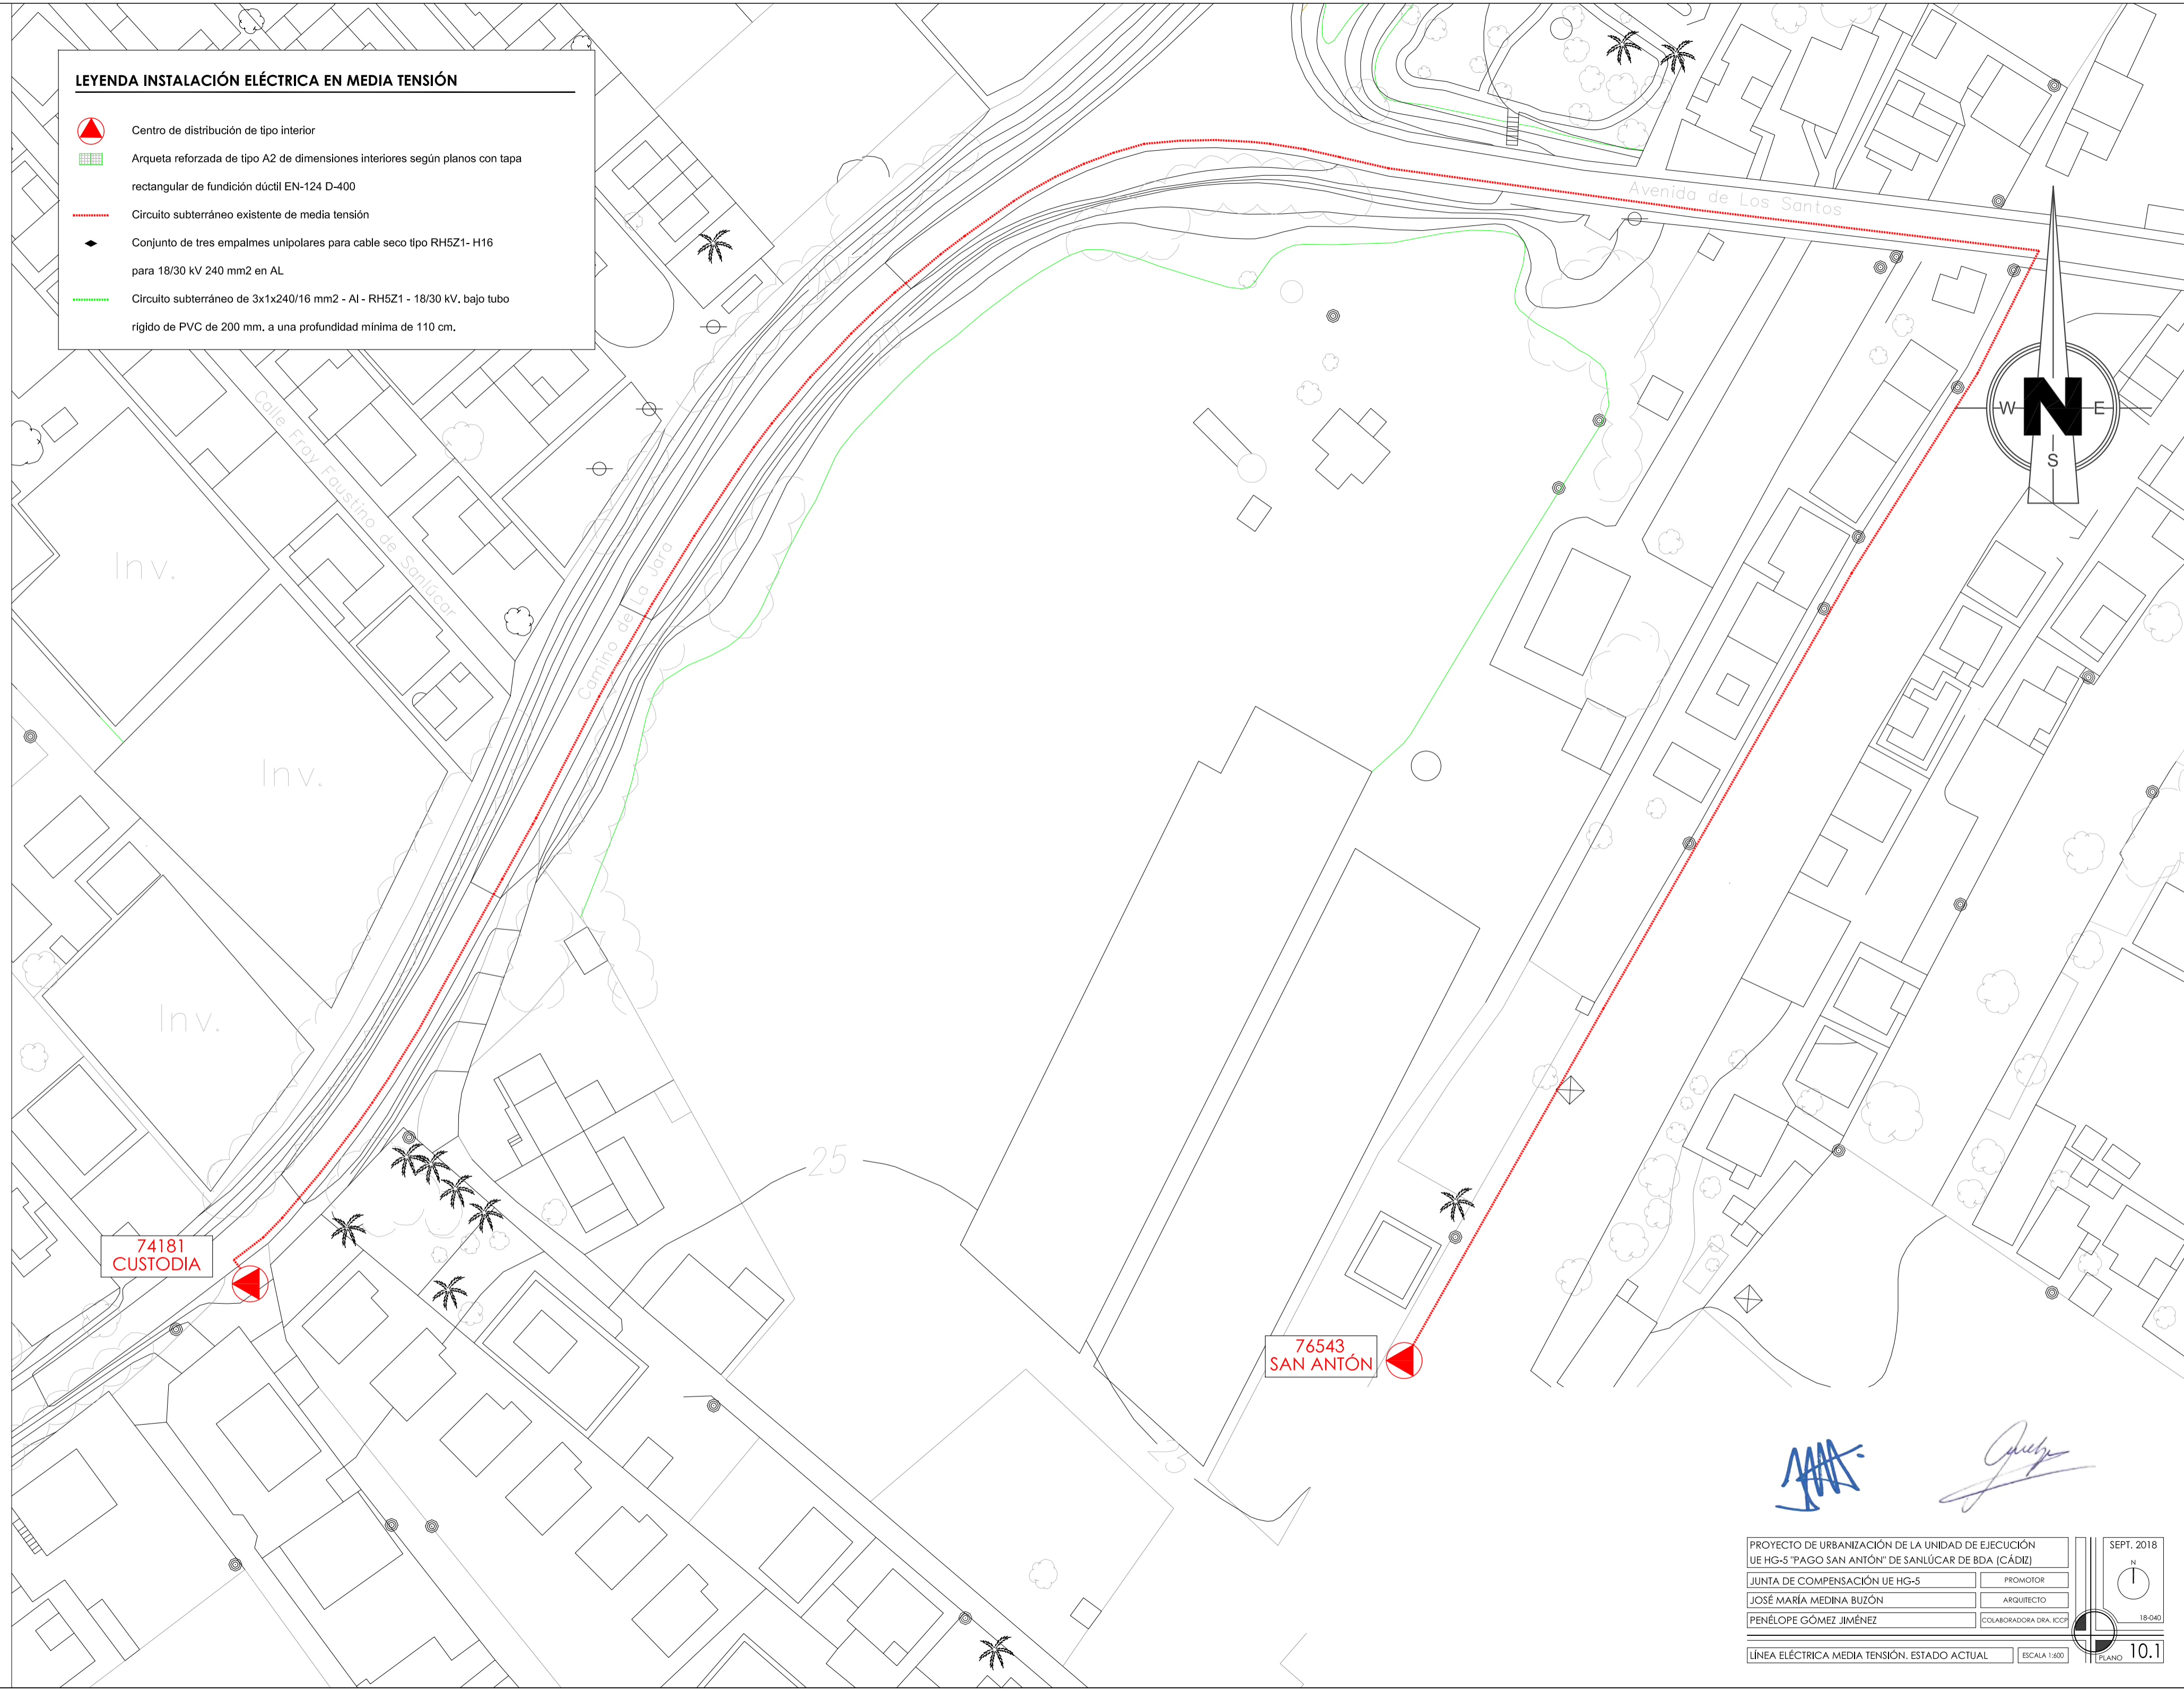 LEYENDA INSTALACIÓN ELÉCTRICA EN MEDIA TENSIÓN
Centro de distribución de tipo interior
Arqueta reforzada de tipo A2 de dimensiones interiores según planos con tapa
rectangular de fundición dúctil EN-124 D-400
Circuito subterráneo existente de media tensión
Conjunto de tres empalmes unipolares para cable seco tipo RH5Z1- H16
para 18/30 kV 240 mm2 en AL
Circuito subterráneo de 3x1x240/16 mm2 - Al - RH5Z1 - 18/30 kV. bajo tubo
rígido de PVC de 200 mm. a una profundidad mínima de 110 cm.
Avenida de Los Santos
N
W
E
S
Calle Fray Faustino de Sanlúcar
Camino de La Jara
Inv.
Inv.
Inv.
25
74181
CUSTODIA
76543
SAN ANTÓN
PROYECTO DE URBANIZACIÓN DE LA UNIDAD DE EJECUCIÓN
UE HG-5 "PAGO SAN ANTÓN" DE SANLÚCAR DE BDA (CÁDIZ)
JUNTA DE COMPENSACIÓN UE HG-5 PROMOTOR
JOSÉ MARÍA MEDINA BUZÓN ARQUITECTO
PENÉLOPE GÓMEZ JIMÉNEZ COLABORADORA DRA. ICCP
LÍNEA ELÉCTRICA MEDIA TENSIÓN. ESTADO ACTUAL ESCALA 1:600
SEPT. 2018
N
18-040
PLANO 10.1